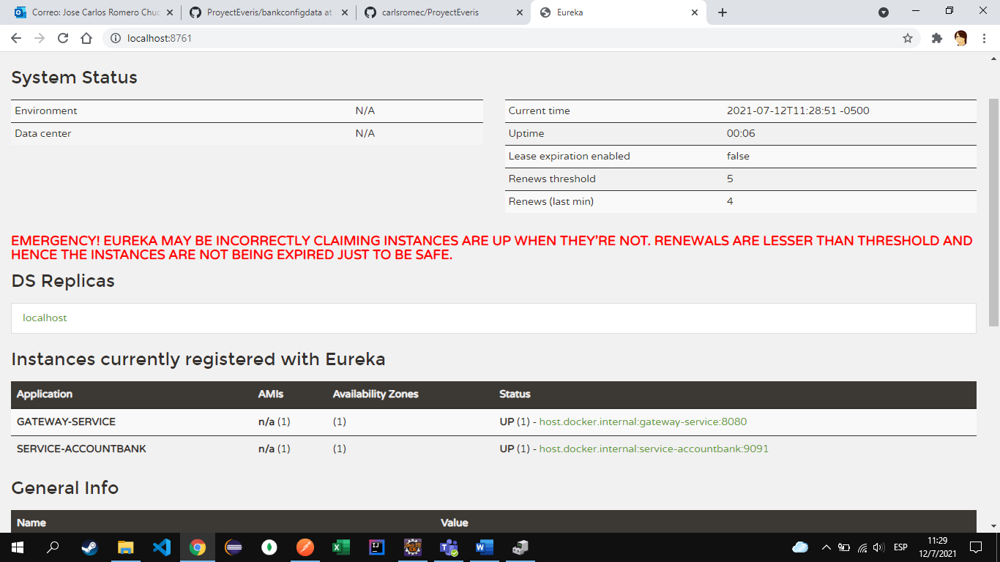 Correo: Jose Carlos Romero Chuc
ProyectEveris/bankconfigdata at
carlsromec/ProyectEveris
Eureka
localhost:8761
System Status
Environment N/A
Data center N/A
Current time 2021-07-12T11:28:51 -0500
Uptime 00:06
Lease expiration enabled false
Renews threshold 5
Renews (last min) 4
EMERGENCY! EUREKA MAY BE INCORRECTLY CLAIMING INSTANCES ARE UP WHEN THEY'RE NOT. RENEWALS ARE LESSER THAN THRESHOLD AND
HENCE THE INSTANCES ARE NOT BEING EXPIRED JUST TO BE SAFE.
DS Replicas
localhost
Instances currently registered with Eureka
Application AMIs Availability Zones Status
GATEWAY-SERVICE n/a (1) (1) UP (1) - host.docker.internal:gateway-service:8080
SERVICE-ACCOUNTBANK n/a (1) (1) UP (1) - host.docker.internal:service-accountbank:9091
General Info
Name Value
ESP
11:29
12/7/2021